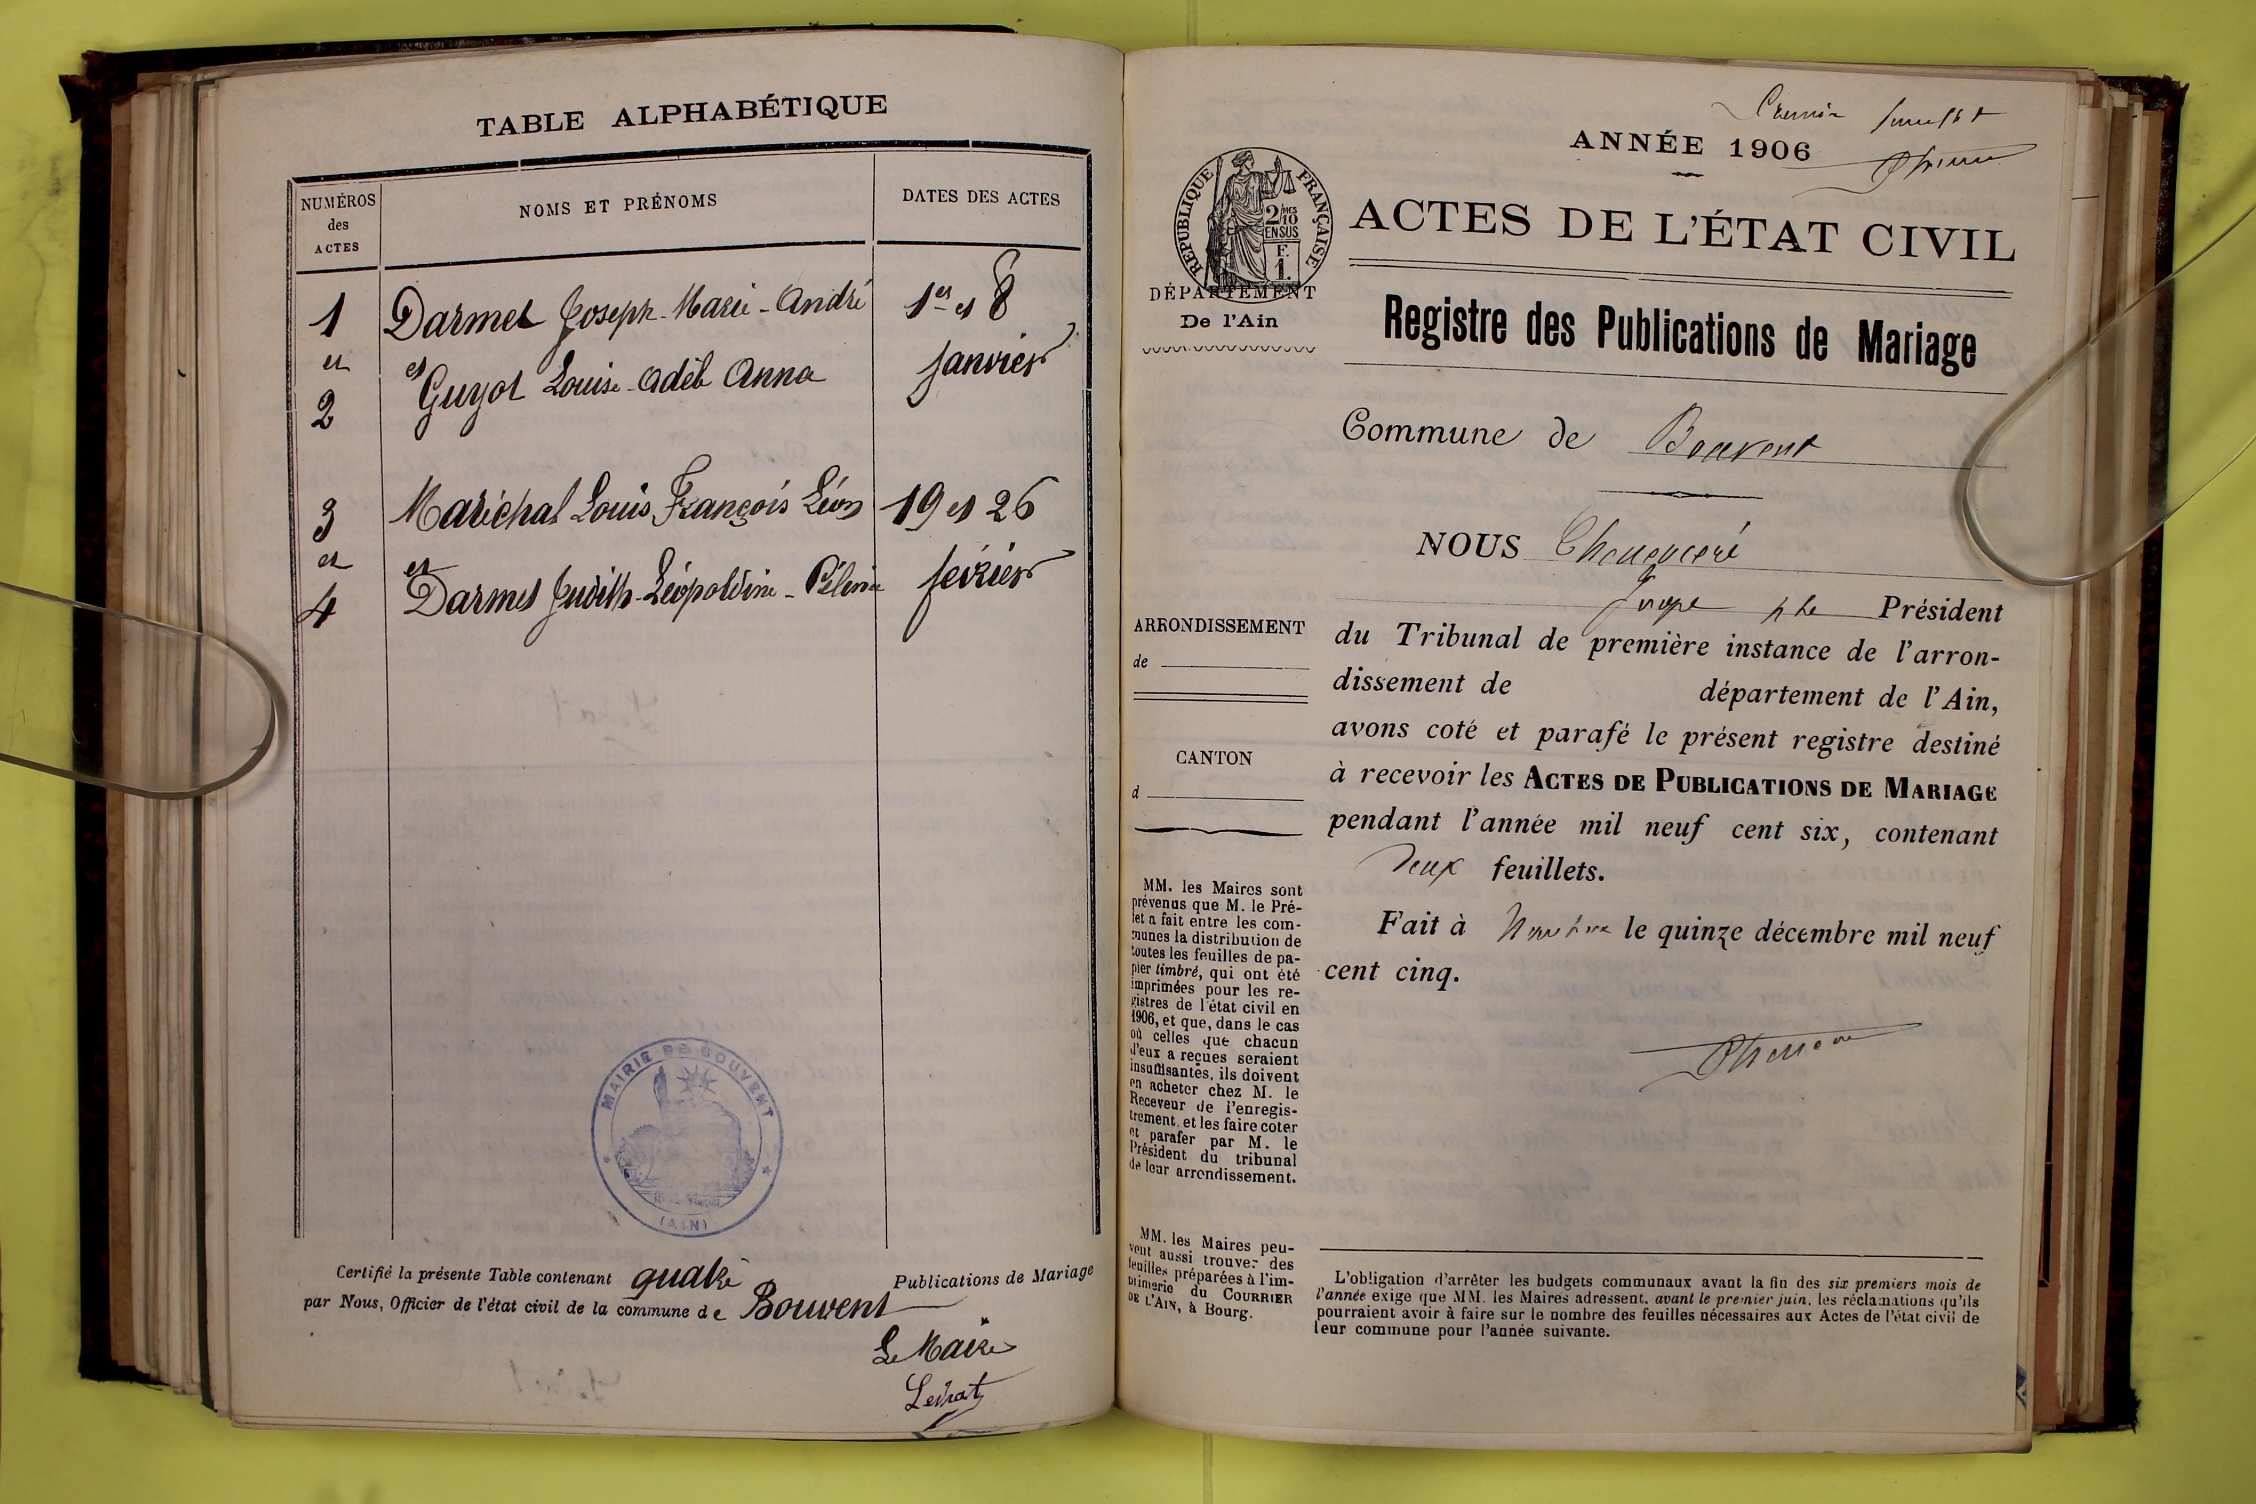 TABLE ALPHABÉTIQUE
NUMÉROS
des
ACTES
NOMS ET PRÉNOMS
DATES DES ACTES
1 Darmet Joseph-Marie-André 1er et 8
et et Guyot Louise-Adèle Anna janvier
2
3 Maréchal Louis François Léon 19 et 26
et et
4 Darmet Judith-Léopoldine- février
MAIRIE DE BOUVENT
(AIN)
Certifié la présente Table contenant quatre Publications de Mariage
par Nous, Officier de l'état civil de la commune de Bouvent
Le Maire
Premier feuillet
ANNÉE 1906
RÉPUBLIQUE FRANÇAISE
2/10
EN SUS
F.
1.
DÉPARTEMENT
De l'Ain
ACTES DE L'ÉTAT CIVIL
Registre des Publications de Mariage
Commune de Bouvent
NOUS
Juge Président
du Tribunal de première instance de l'arron-
dissement de département de l'Ain,
avons coté et parafé le présent registre destiné
à recevoir les ACTES DE PUBLICATIONS DE MARIAGE
pendant l'année mil neuf cent six, contenant
deux feuillets.
Fait à Nantua le quinze décembre mil neuf
cent cinq.
ARRONDISSEMENT
de
CANTON
d
MM. les Maires sont
prévenus que M. le Pré-
fet a fait entre les com-
munes la distribution de
toutes les feuilles de pa-
pier timbré, qui ont été
imprimées pour les re-
gistres de l'état civil en
1906, et que, dans le cas
où celles que chacun
d'eux a reçues seraient
insuffisantes, ils doivent
en acheter chez M. le
Receveur de l'enregis-
trement, et les faire coter
et parafer par M. le
Président du tribunal
de leur arrondissement.
MM. les Maires peu-
vent aussi trouver des
feuilles préparées à l'im-
primerie du COURRIER
DE L'AIN, à Bourg.
L'obligation d'arrêter les budgets communaux avant la fin des six premiers mois de
l'année exige que MM. les Maires adressent, avant le premier juin, les réclamations qu'ils
pourraient avoir à faire sur le nombre des feuilles nécessaires aux Actes de l'état civil de
leur commune pour l'année suivante.